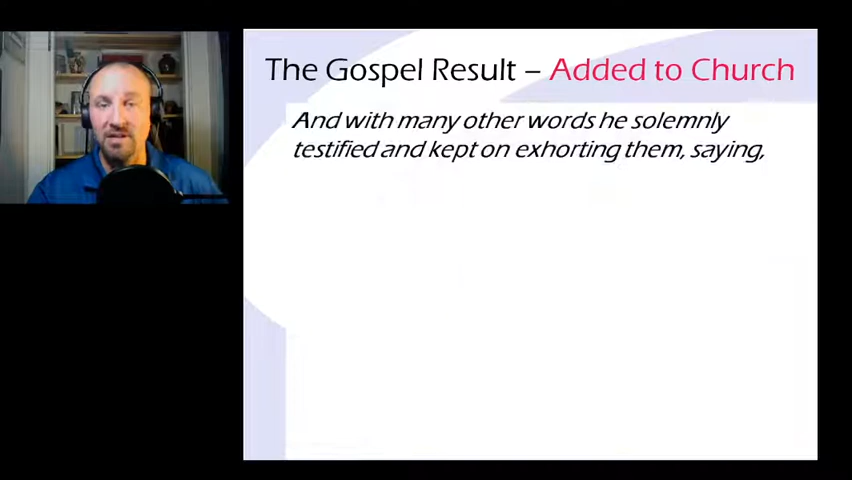 The Gospel Result – Added to Church
And with many other words he solemnly
testified and kept on exhorting them, saying,